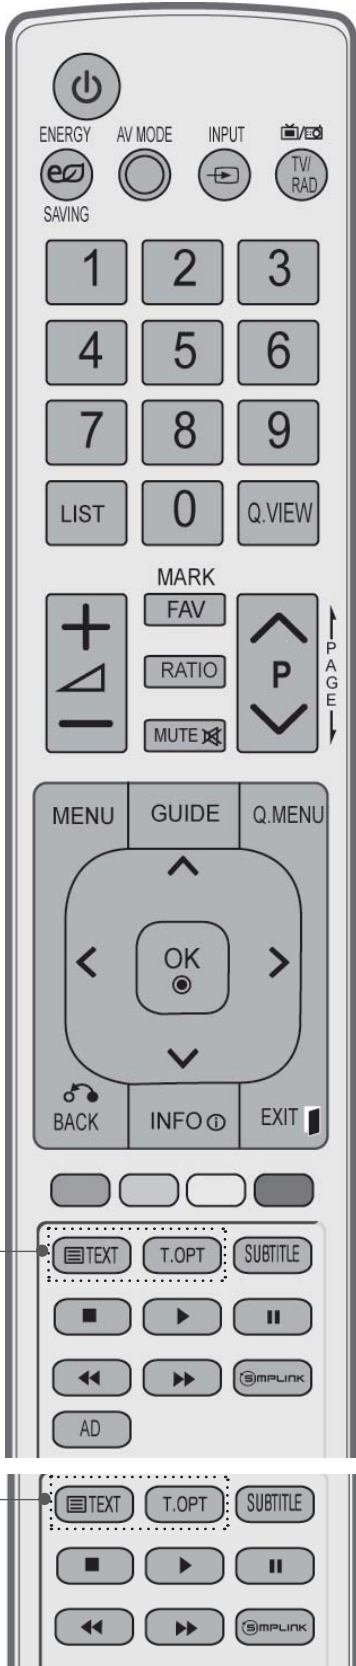 ENERGY AV MODE INPUT
TV/
RAD
SAVING
1 2 3
4 5 6
7 8 9
LIST 0 Q.VIEW
MARK
FAV
RATIO
MUTE
P
PAGE
MENU GUIDE Q.MENU
OK
BACK INFO EXIT
TEXT T.OPT SUBTITLE
SIMPLINK
AD
TEXT T.OPT SUBTITLE
SIMPLINK